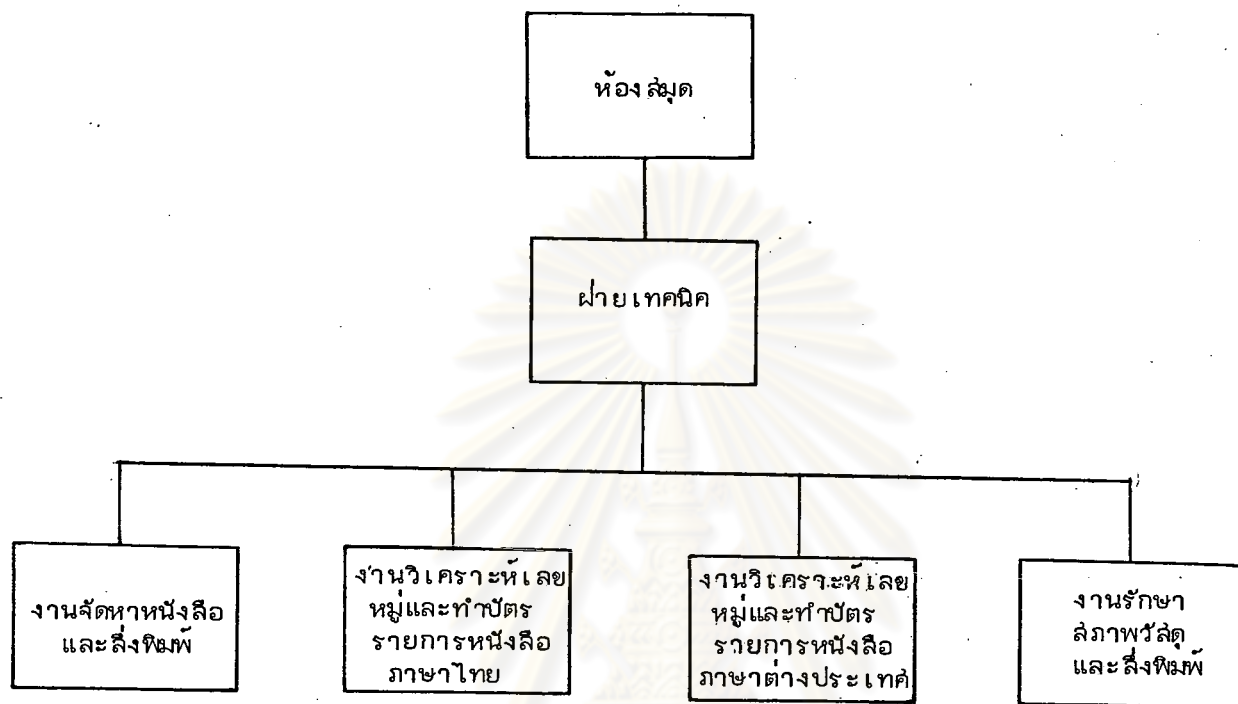 ห้องสมุด
ฝ่ายเทคนิค
งานจัดหาหนังสือ
และสิ่งพิมพ์
งานวิเคราะห์เลข
หมู่และทำบัตร
รายการหนังสือ
ภาษาไทย
งานวิเคราะห์เลข
หมู่และทำบัตร
รายการหนังสือ
ภาษาต่างประเทศ
งานรักษา
สภาพวัสดุ
และสิ่งพิมพ์